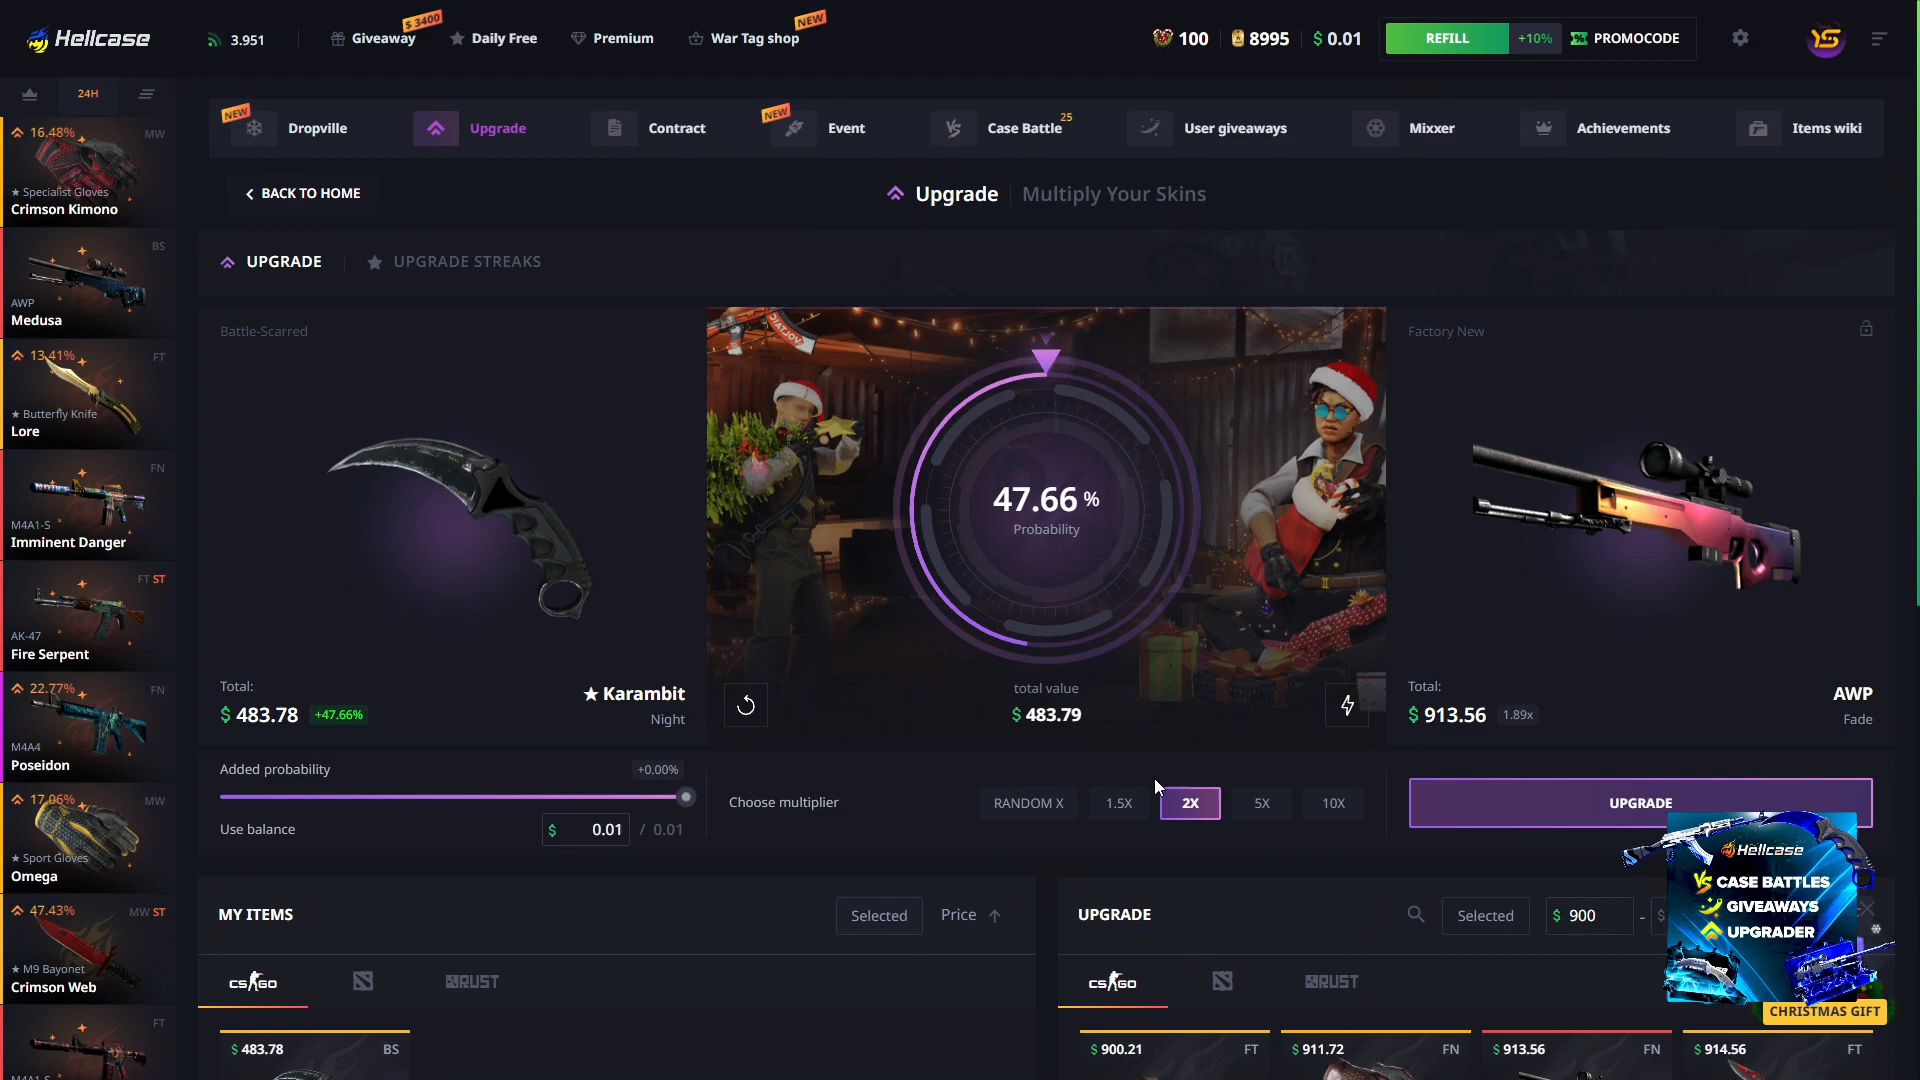 Hellcase
3.951
Giveaway
$ 3400
Daily Free
Premium
War Tag shop
NEW
100
8995
$ 0.01
REFILL
+10%
PROMOCODE
24H
NEW
Dropville
Upgrade
Contract
NEW
Event
Case Battle
25
User giveaways
Mixxer
Achievements
Items wiki
BACK TO HOME
Upgrade
Multiply Your Skins
UPGRADE
UPGRADE STREAKS
16.48%
MW
★ Specialist Gloves
Crimson Kimono
BS
AWP
Medusa
13.41%
FT
★ Butterfly Knife
Lore
FN
M4A1-S
Imminent Danger
FT ST
AK-47
Fire Serpent
22.77%
FN
M4A4
Poseidon
17.06%
MW
★ Sport Gloves
Omega
47.43%
MW ST
★ M9 Bayonet
Crimson Web
FT
M4A1-S
Battle-Scarred
Total:
$ 483.78
+47.66%
★ Karambit
Night
47.66 %
Probability
total value
$ 483.79
Factory New
Total:
$ 913.56
1.89x
AWP
Fade
Added probability
+0.00%
Use balance
$ 0.01 / 0.01
Choose multiplier
RANDOM X
1.5X
2X
5X
10X
UPGRADE
Hellcase
VS CASE BATTLES
GIVEAWAYS
UPGRADER
CHRISTMAS GIFT
MY ITEMS
Selected
Price
CS GO
RUST
$ 483.78
BS
UPGRADE
Selected
$ 900
- $
CS GO
RUST
$ 900.21
FT
$ 911.72
FN
$ 913.56
FN
$ 914.56
FT